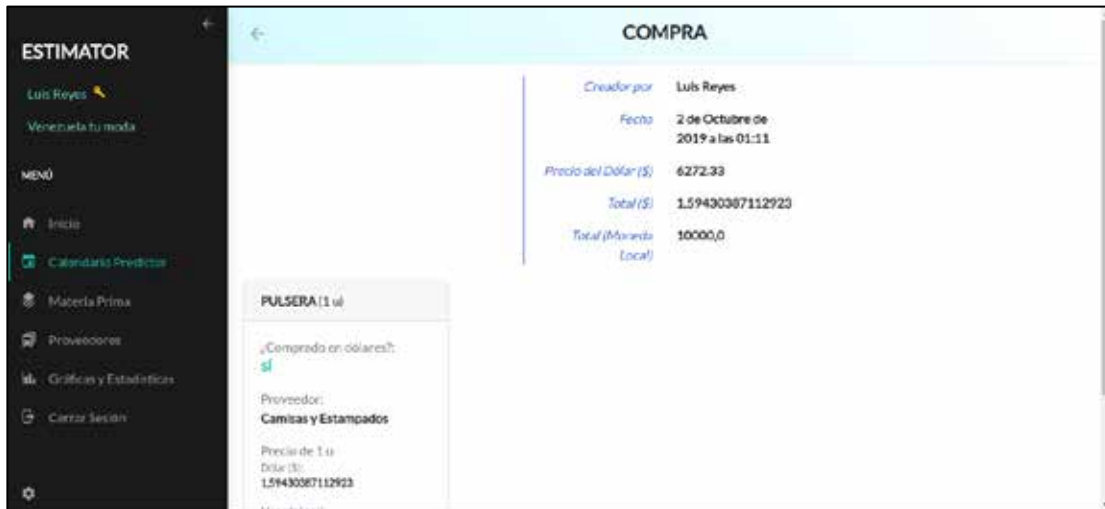 ESTIMATOR
Luis Reyes
Venezuela tu moda
MENÚ
Inicio
Calendario Predictor
Materia Prima
Proveedores
Gráficas y Estadísticas
Cerrar Sesión
COMPRA
Creador por Luis Reyes
Fecha 2 de Octubre de
2019 a las 01:11
Precio del Dólar ($) 6272.33
Total ($) 1,59430387112923
Total (Moneda 10000,0
Local)
PULSERA (1 u)
¿Comprado en dólares?:
SÍ
Proveedor:
Camisas y Estampados
Precio de 1 u
Dólar ($):
1,59430387112923